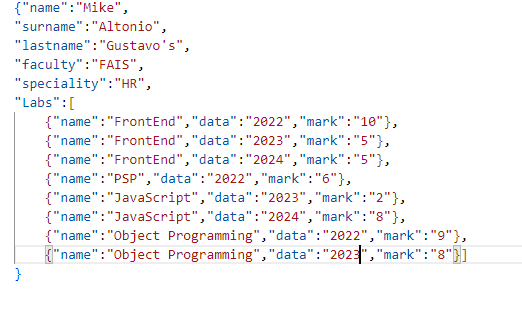 {"name":"Mike",
"surname":"Altonio",
"lastname":"Gustavo's",
"faculty":"FAIS",
"speciality":"HR",
"Labs":[
{"name":"FrontEnd","data":"2022","mark":"10"},
{"name":"FrontEnd","data":"2023","mark":"5"},
{"name":"FrontEnd","data":"2024","mark":"5"},
{"name":"PSP","data":"2022","mark":"6"},
{"name":"JavaScript","data":"2023","mark":"2"},
{"name":"JavaScript","data":"2024","mark":"8"},
{"name":"Object Programming","data":"2022","mark":"9"},
{"name":"Object Programming","data":"2023","mark":"8"}]
}